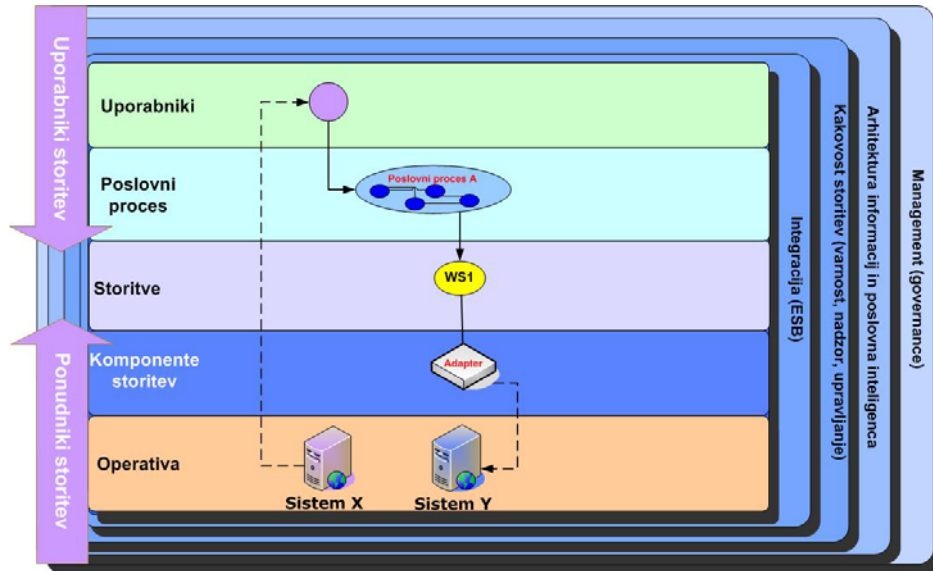 Uporabniki storitev
Ponudniki storitev
Uporabniki
Poslovni
proces
Poslovni proces A
Storitve
WS1
Komponente
storitev
Adapter
Operativa
Sistem X
Sistem Y
Integracija (ESB)
Kakovost storitev (varnost, nadzor, upravljanje)
Arhitektura informacij in poslovna inteligenca
Management (governance)